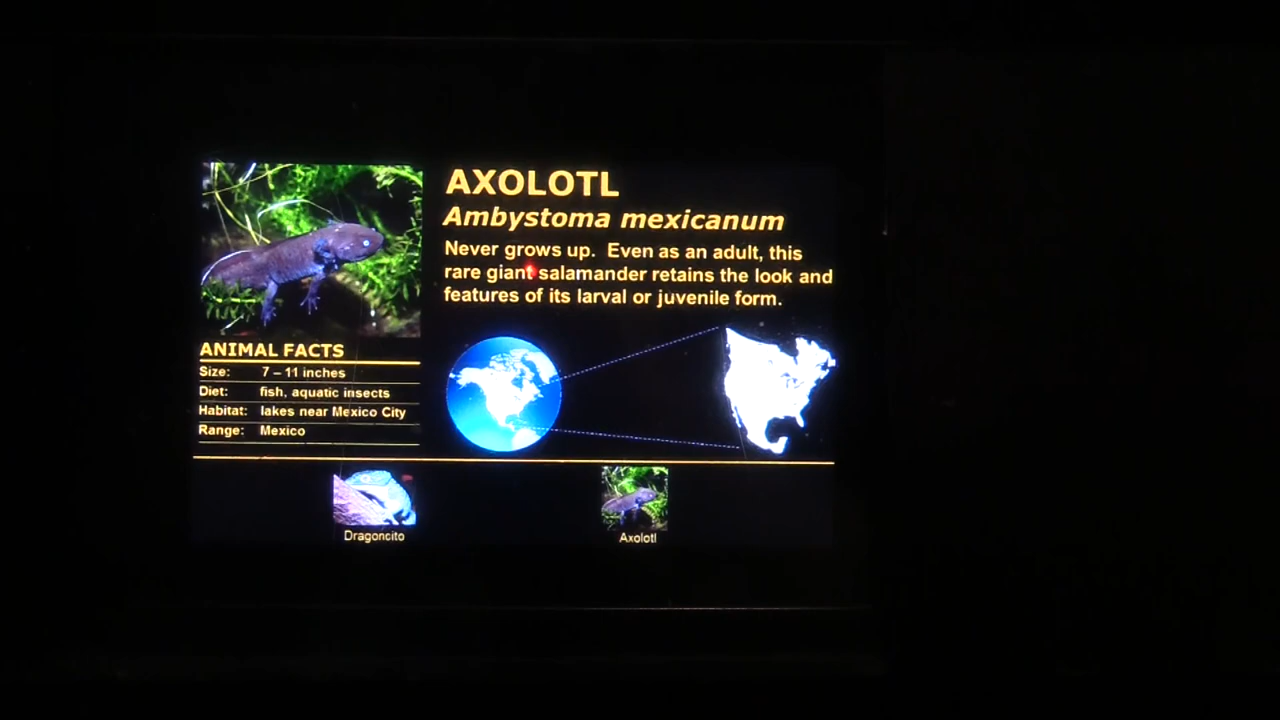 AXOLOTL
Ambystoma mexicanum
Never grows up. Even as an adult, this
rare giant salamander retains the look and
features of its larval or juvenile form.
ANIMAL FACTS
Size: 7 – 11 inches
Diet: fish, aquatic insects
Habitat: lakes near Mexico City
Range: Mexico
Dragoncito
Axolotl